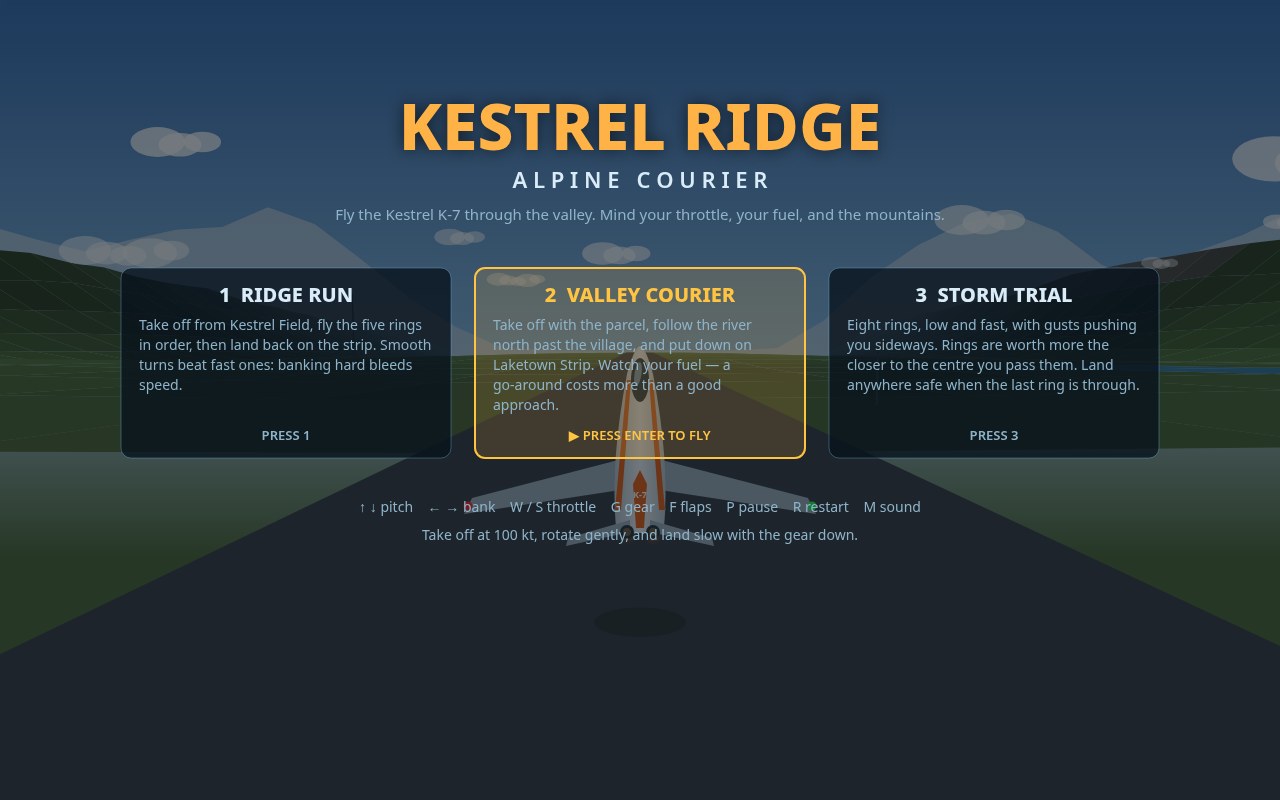 KESTREL RIDGE
ALPINE COURIER
Fly the Kestrel K-7 through the valley. Mind your throttle, your fuel, and the mountains.
1 RIDGE RUN
Take off from Kestrel Field, fly the five rings
in order, then land back on the strip. Smooth
turns beat fast ones: banking hard bleeds
speed.
PRESS 1
2 VALLEY COURIER
Take off with the parcel, follow the river
north past the village, and put down on
Laketown Strip. Watch your fuel — a
go-around costs more than a good
approach.
▶ PRESS ENTER TO FLY
3 STORM TRIAL
Eight rings, low and fast, with gusts pushing
you sideways. Rings are worth more the
closer to the centre you pass them. Land
anywhere safe when the last ring is through.
PRESS 3
K-7
↑ ↓ pitch ← → bank W / S throttle G gear F flaps P pause R restart M sound
Take off at 100 kt, rotate gently, and land slow with the gear down.